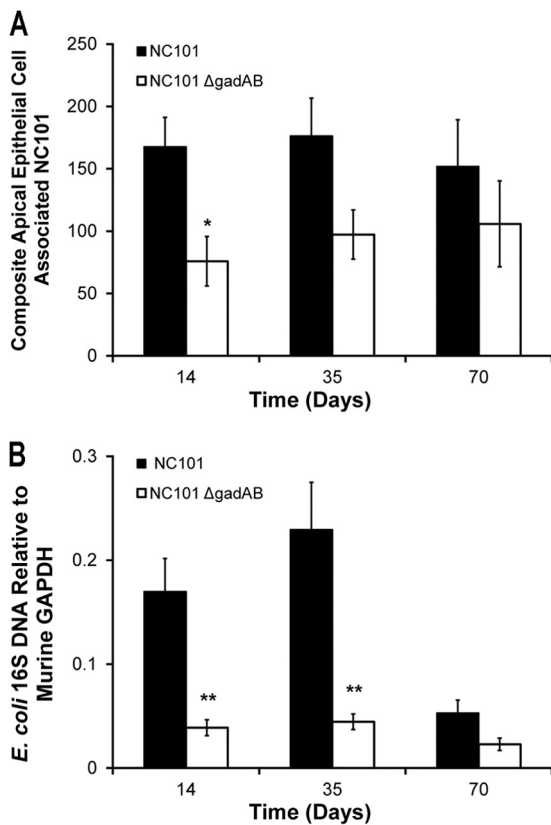 A
NC101
NC101 ΔgadAB
Composite Apical Epithelial Cell
Associated NC101
250
200
150
100
50
0
*
14
35
70
Time (Days)
B
NC101
NC101 ΔgadAB
E. coli 16S DNA Relative to
Murine GAPDH
0.3
0.2
0.1
0
**
**
14
35
70
Time (Days)